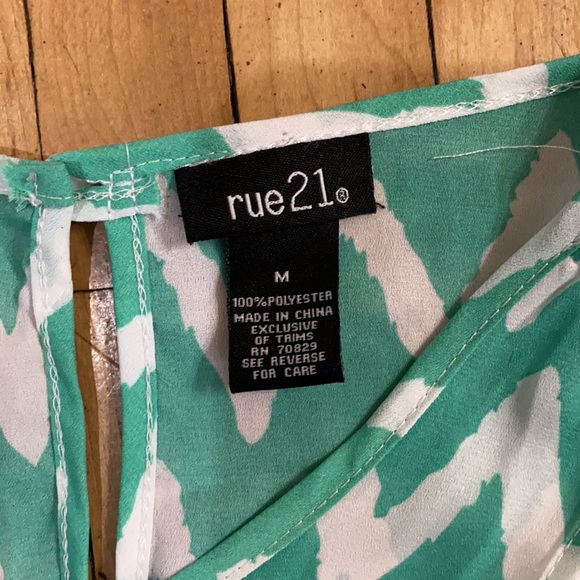 rue21®
M
100%POLYESTER
MADE IN CHINA
EXCLUSIVE
OF TRIMS
RN 70829
SEE REVERSE
FOR CARE